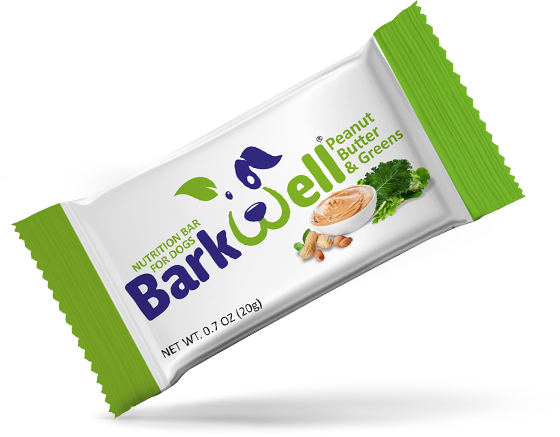 NUTRITION BAR
FOR DOGS
BarkWell®
Peanut
Butter
& Greens
NET WT. 0.7 OZ (20g)